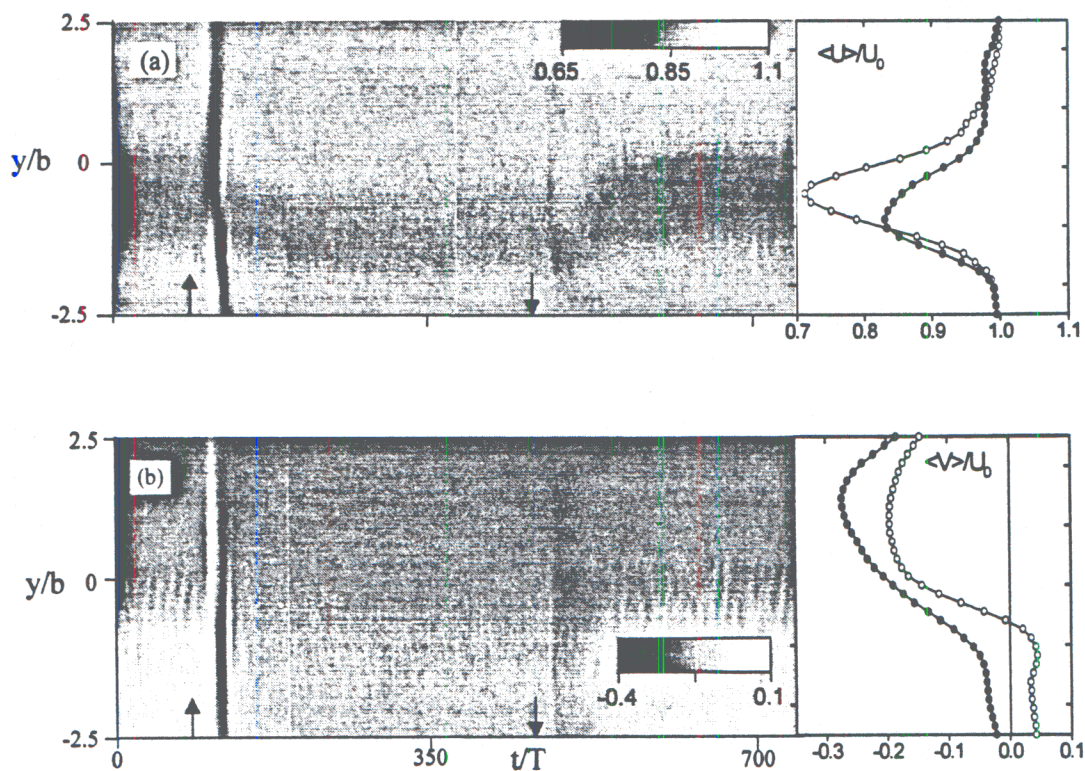 2.5
(a)
0.65 0.85 1.1
<U>/U₀
y/b 0
-2.5
0.7 0.8 0.9 1.0 1.1
2.5
(b)
<V>/U₀
y/b 0
-0.4 0.1
-2.5
0 350 t/T 700
-0.3 -0.2 -0.1 0.0 0.1